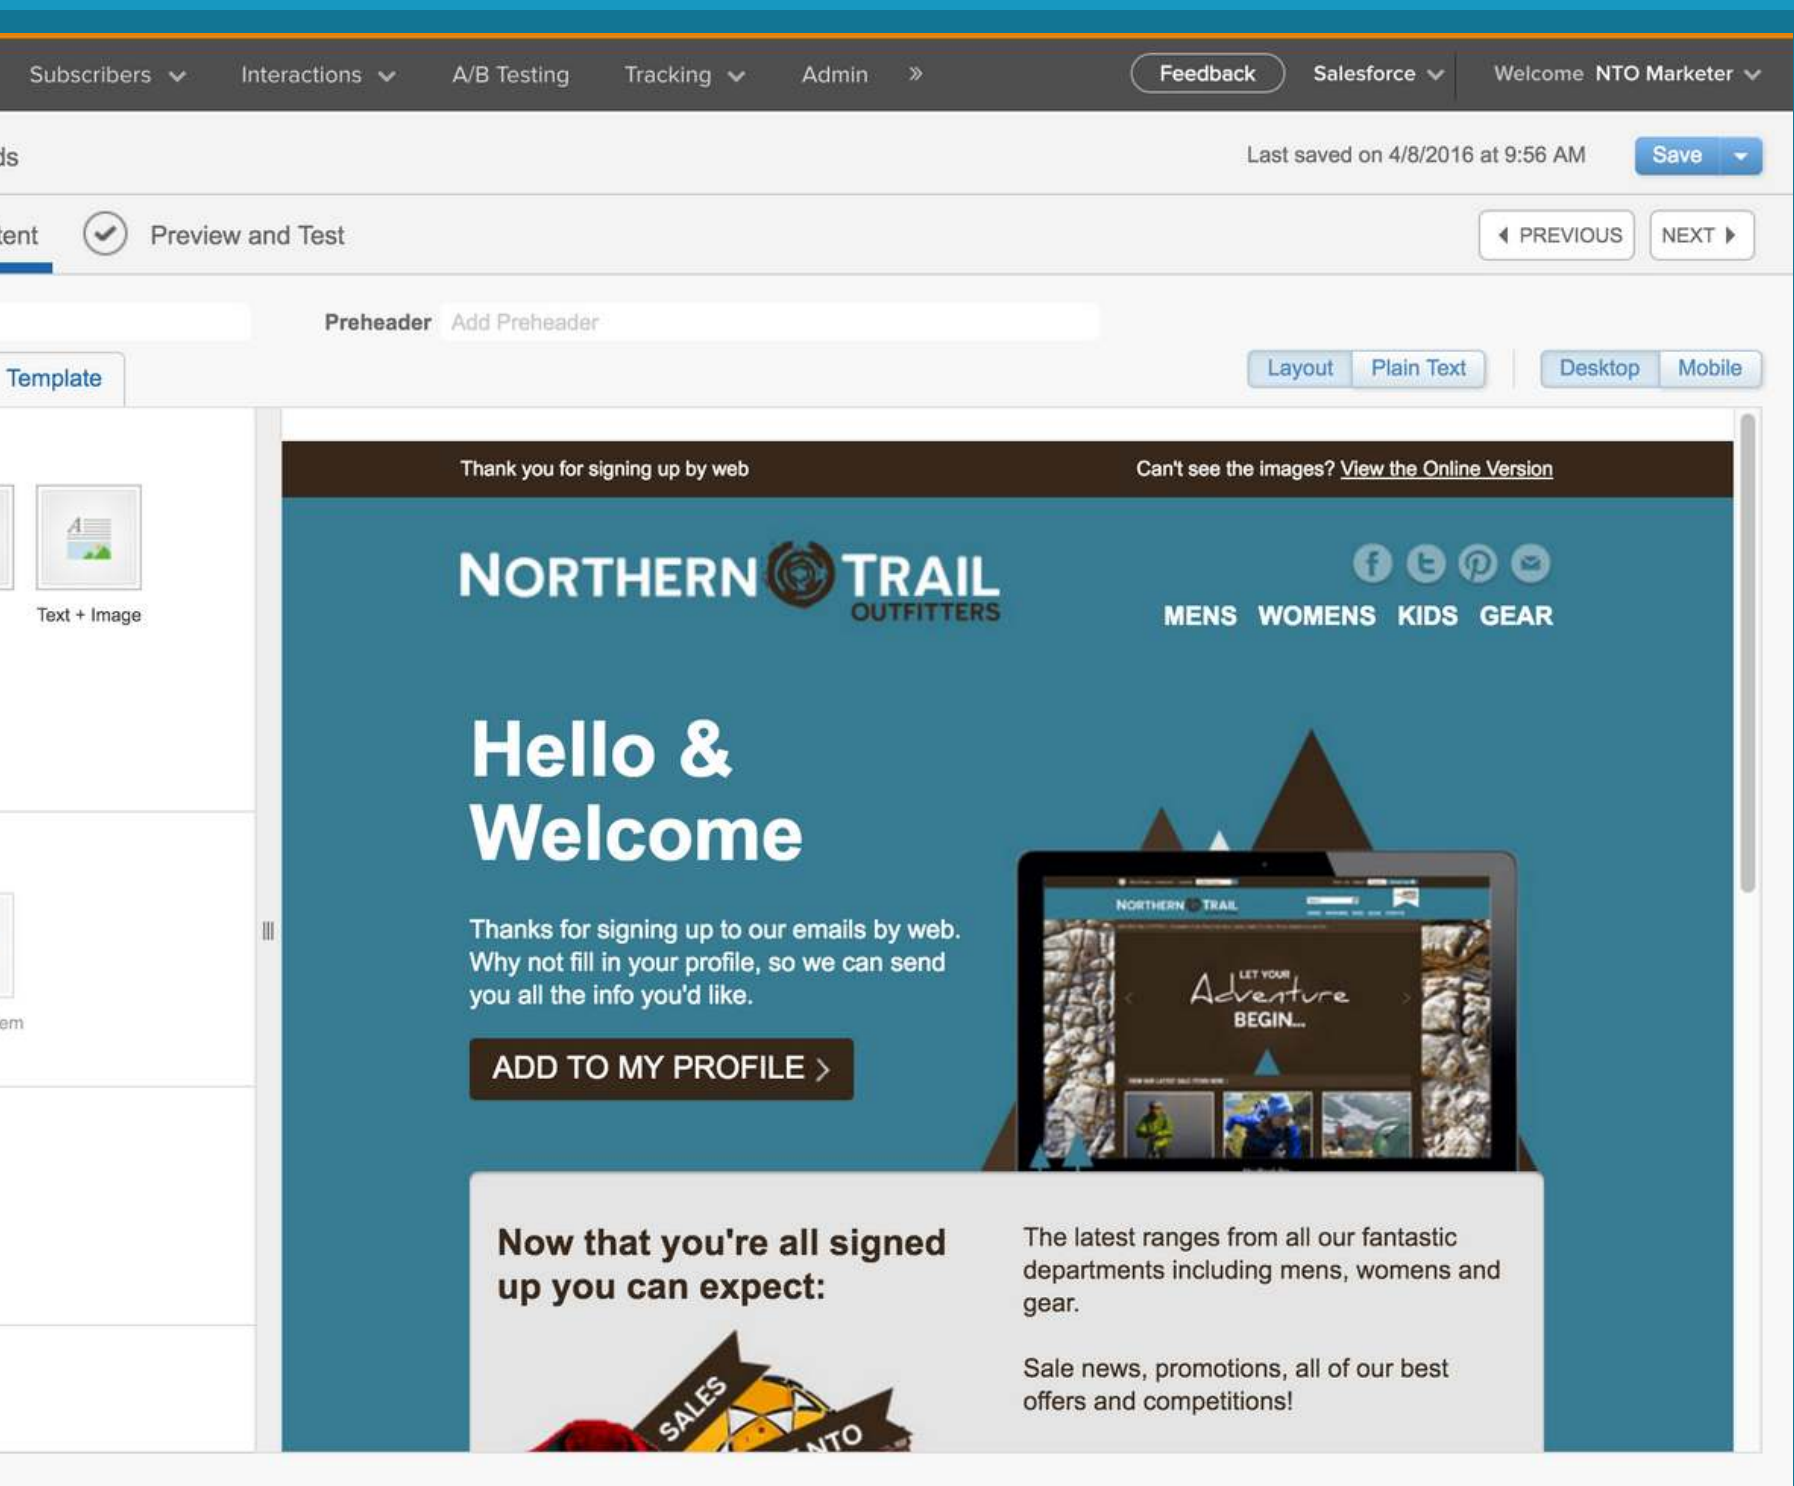 Subscribers
Interactions
A/B Testing
Tracking
Admin
»
Feedback
Salesforce
Welcome NTO Marketer
Last saved on 4/8/2016 at 9:56 AM
Save
Preview and Test
PREVIOUS
NEXT
Preheader Add Preheader
Template
Layout
Plain Text
Desktop
Mobile
A
Text + Image
Thank you for signing up by web
Can't see the images? View the Online Version
NORTHERN TRAIL
OUTFITTERS
MENS WOMENS KIDS GEAR
Hello &
Welcome
Thanks for signing up to our emails by web.
Why not fill in your profile, so we can send
you all the info you'd like.
ADD TO MY PROFILE >
NORTHERN TRAIL
LET YOUR
Adventure
BEGIN...
Now that you're all signed
up you can expect:
SALES
NTO
The latest ranges from all our fantastic
departments including mens, womens and
gear.
Sale news, promotions, all of our best
offers and competitions!